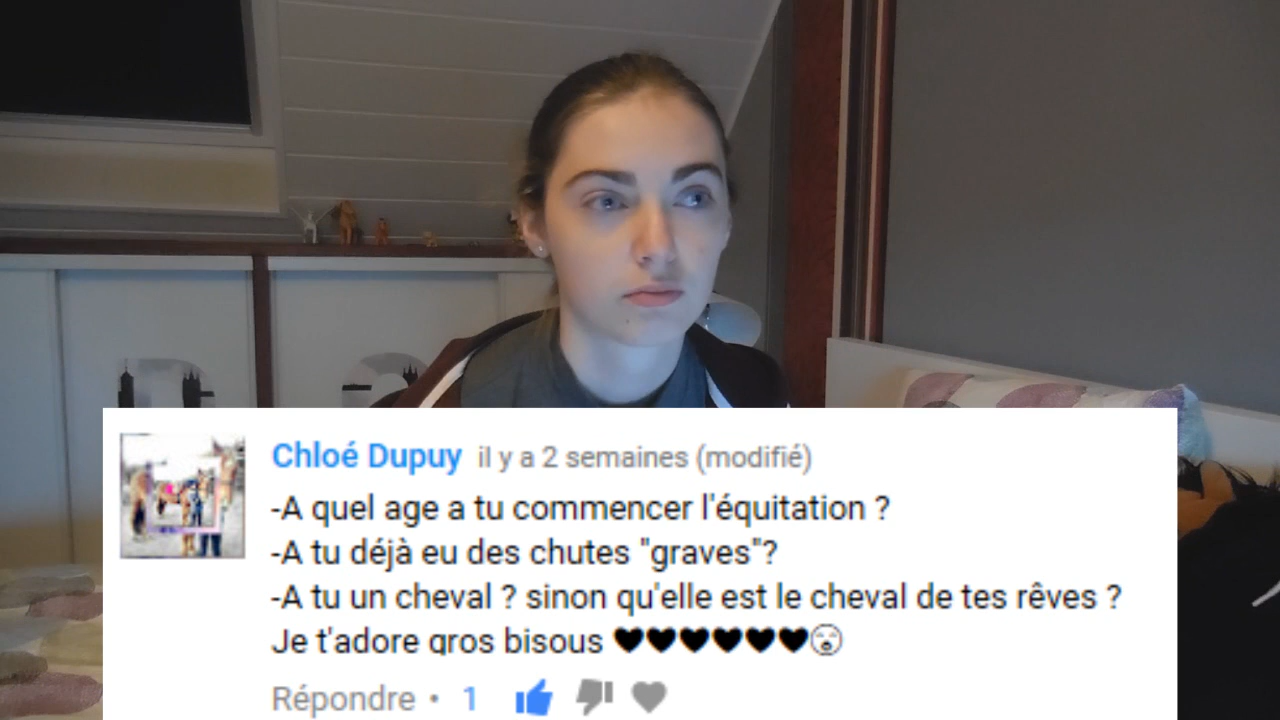 Chloé Dupuy il y a 2 semaines (modifié)
-A quel age a tu commencer l'équitation ?
-A tu déjà eu des chutes "graves"?
-A tu un cheval ? sinon qu'elle est le cheval de tes rêves ?
Je t'adore gros bisous ♥♥♥♥♥♥😮
Répondre • 1